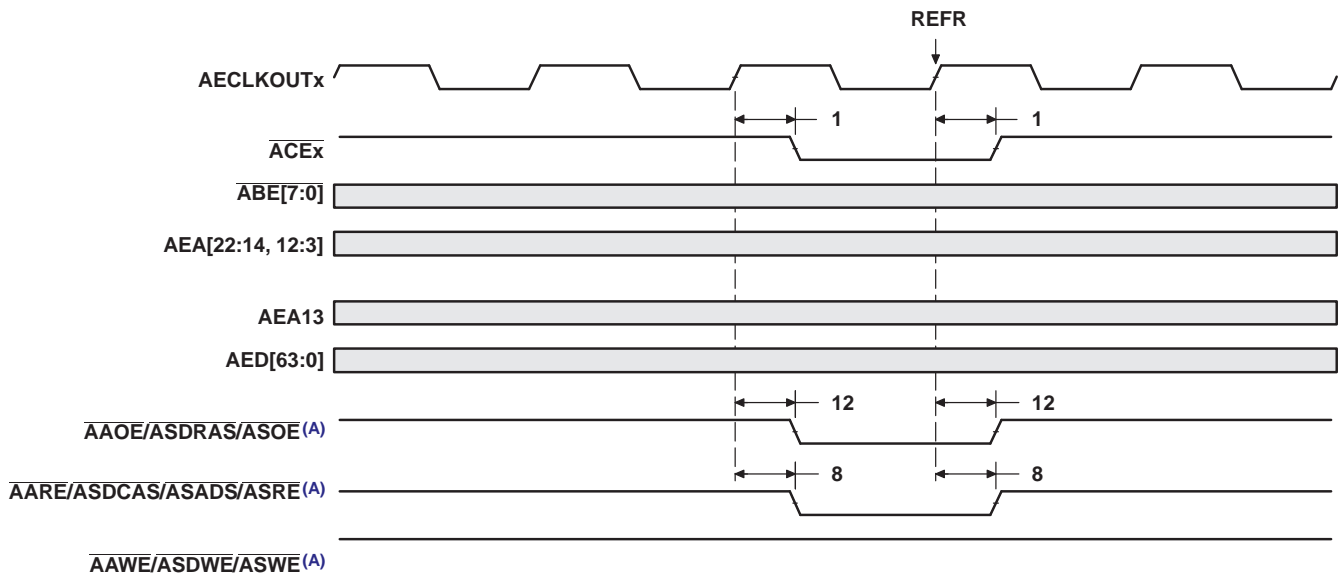 REFR
AECLKOUTx
1 1
ACEx
ABE[7:0]
AEA[22:14, 12:3]
AEA13
AED[63:0]
12 12
AAOE/ASDRAS/ASOE(A)
8 8
AARE/ASDCAS/ASADS/ASRE(A)
AAWE/ASDWE/ASWE(A)